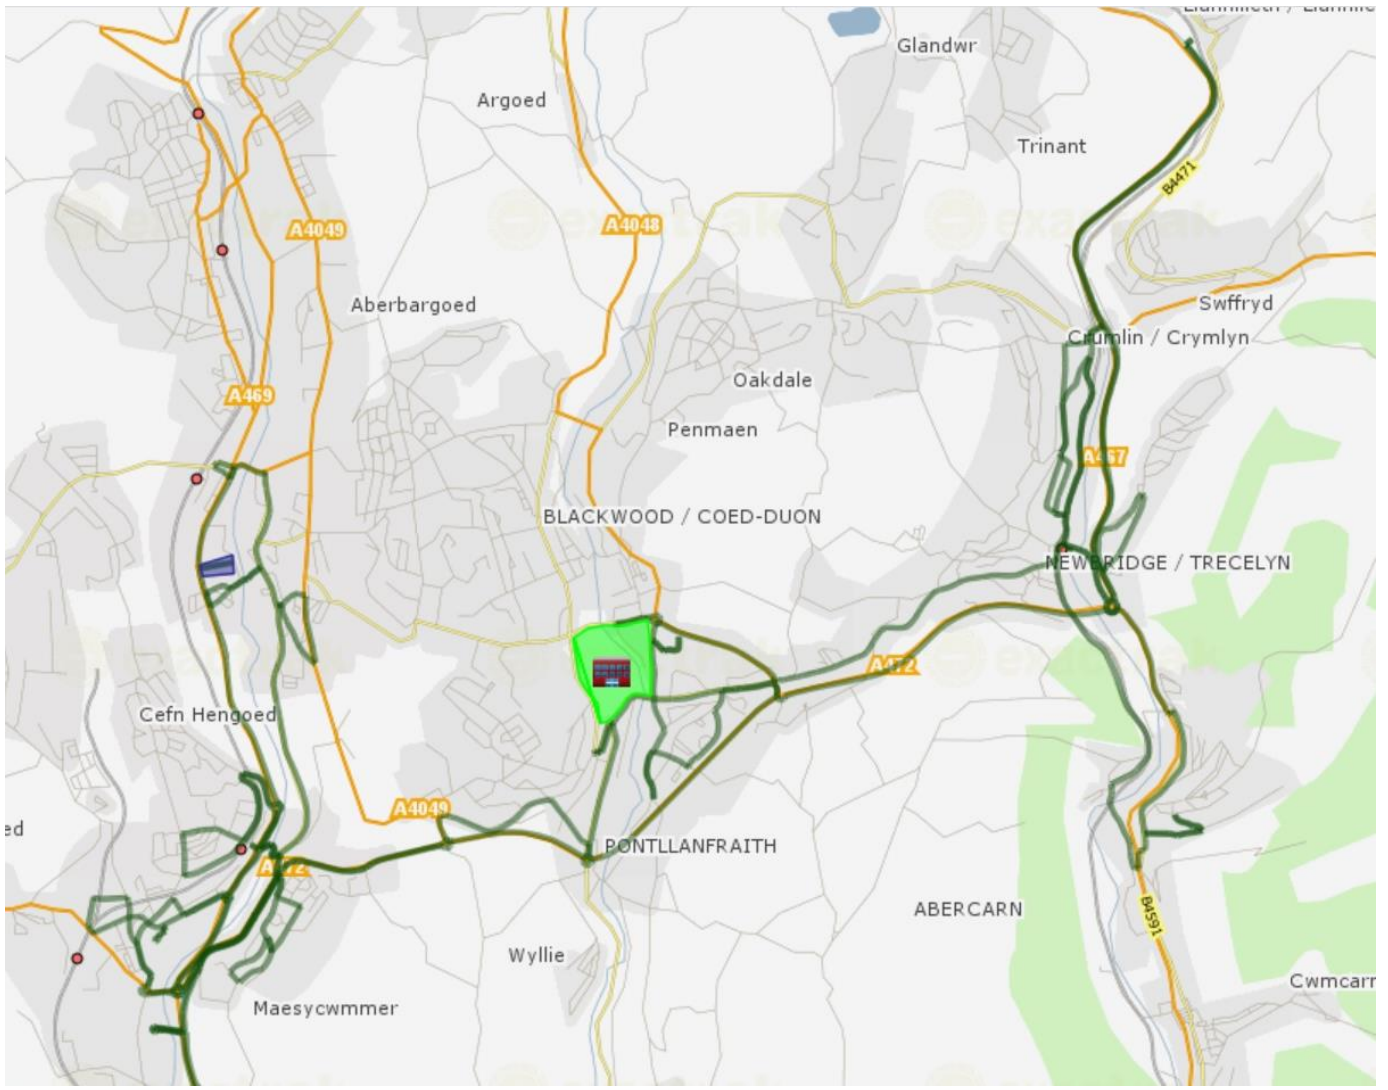 Glandwr
Argoed
Trinant
B4471
A4049
A4048
Aberbargoed
Swffryd
Crumlin / Crymlyn
Oakdale
A469
Penmaen
A467
BLACKWOOD / COED-DUON
NEWBRIDGE / TRECELYN
A472
Cefn Hengoed
A4049
PONTLLANFRAITH
A472
ABERCARN
B4591
Wyllie
Cwmcarn
Maesycwmmer